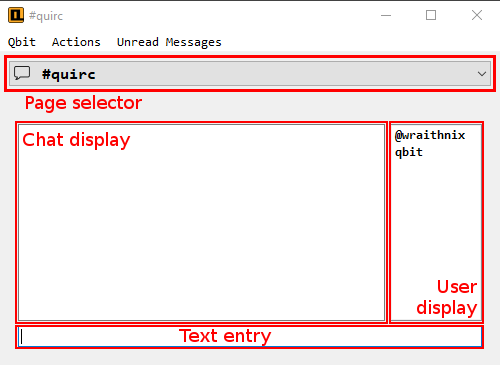 #quirc
Qbit Actions Unread Messages
#quirc
Page selector
Chat display
@wraithnix
qbit
User
display
Text entry